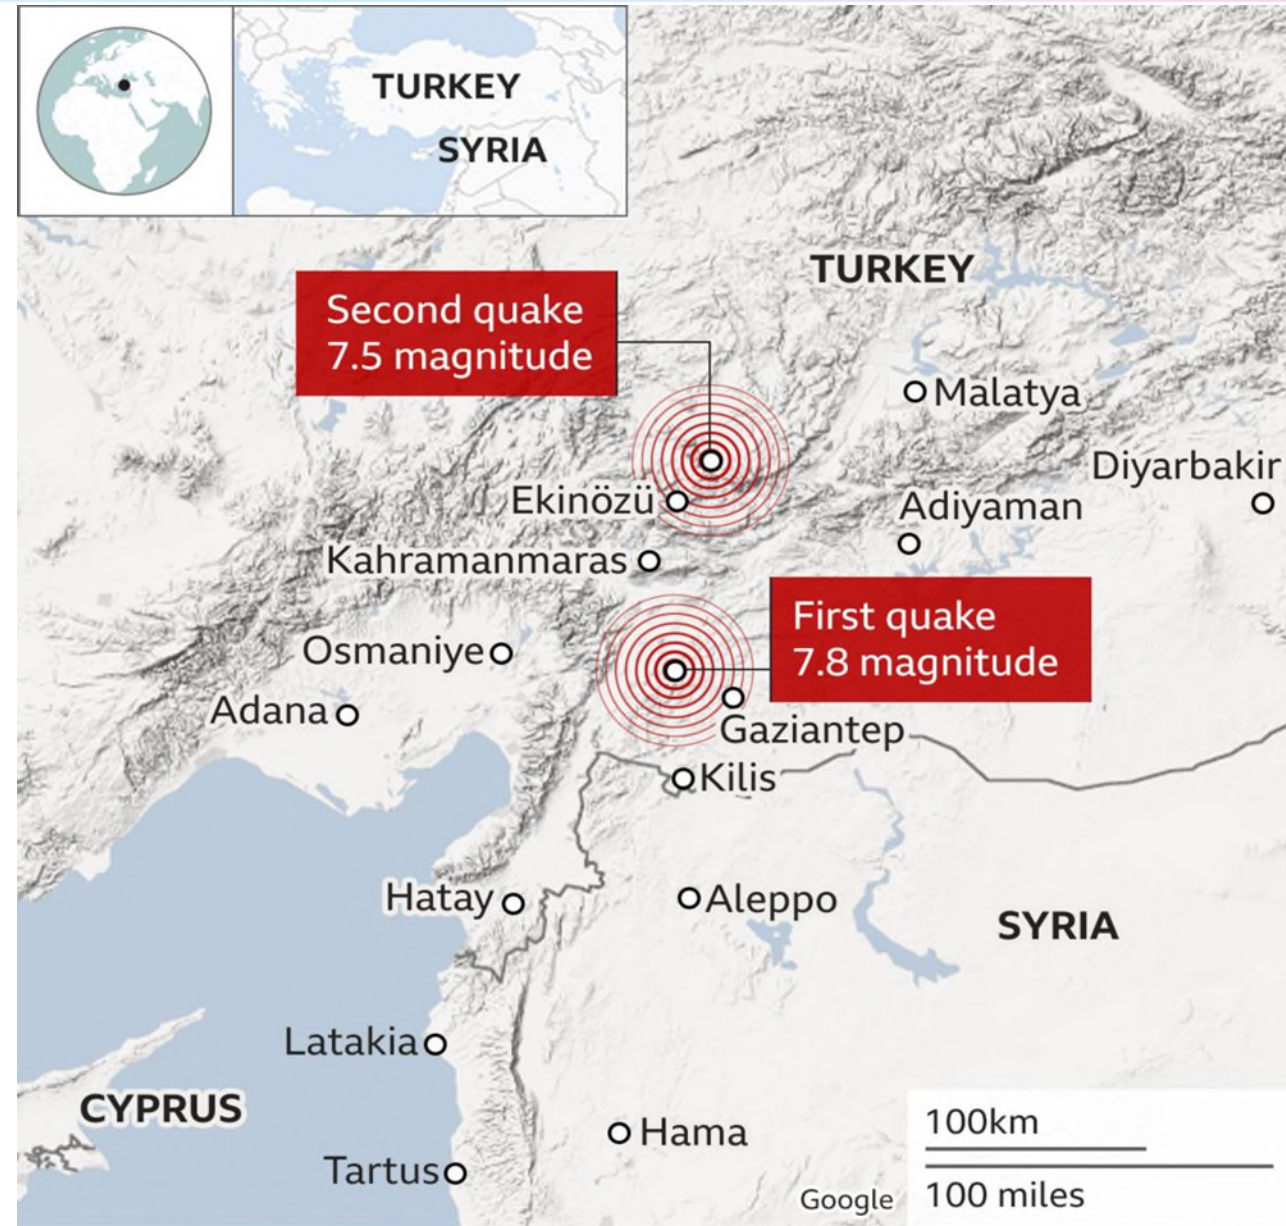 TURKEY
SYRIA
TURKEY
Second quake
7.5 magnitude
Malatya
Diyarbakir
Ekinözü
Adiyaman
Kahramanmaras
First quake
7.8 magnitude
Osmaniye
Adana
Gaziantep
Kilis
Hatay
Aleppo
SYRIA
Latakia
CYPRUS
100km
Hama
Tartus
Google
100 miles